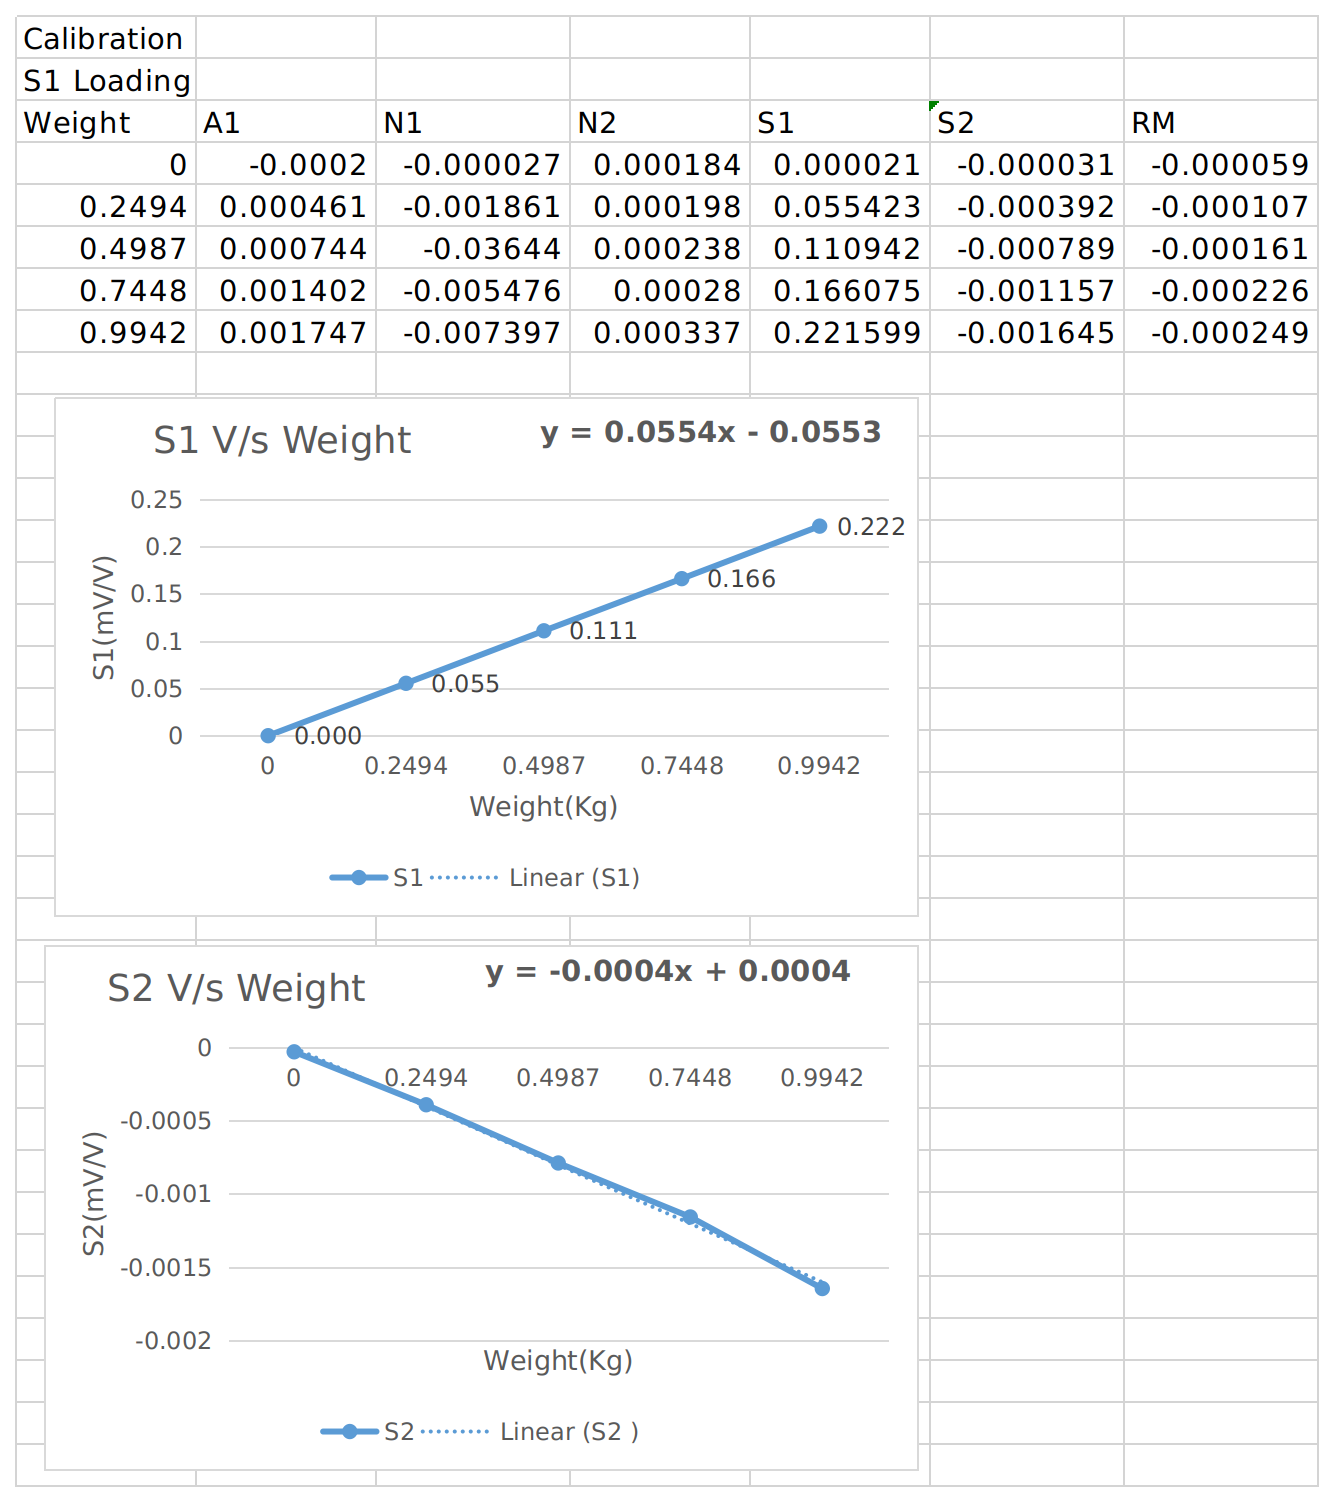 Calibration
S1 Loading
Weight A1 N1 N2 S1 S2 RM
0 -0.0002 -0.000027 0.000184 0.000021 -0.000031 -0.000059
0.2494 0.000461 -0.001861 0.000198 0.055423 -0.000392 -0.000107
0.4987 0.000744 -0.03644 0.000238 0.110942 -0.000789 -0.000161
0.7448 0.001402 -0.005476 0.00028 0.166075 -0.001157 -0.000226
0.9942 0.001747 -0.007397 0.000337 0.221599 -0.001645 -0.000249
S1 V/s Weight
y = 0.0554x - 0.0553
0.25
0.2
0.15
0.1
0.05
0
S1(mV/V)
0.000
0.055
0.111
0.166
0.222
0 0.2494 0.4987 0.7448 0.9942
Weight(Kg)
S1 Linear (S1)
S2 V/s Weight
y = -0.0004x + 0.0004
0
-0.0005
-0.001
-0.0015
-0.002
S2(mV/V)
0 0.2494 0.4987 0.7448 0.9942
Weight(Kg)
S2 Linear (S2 )